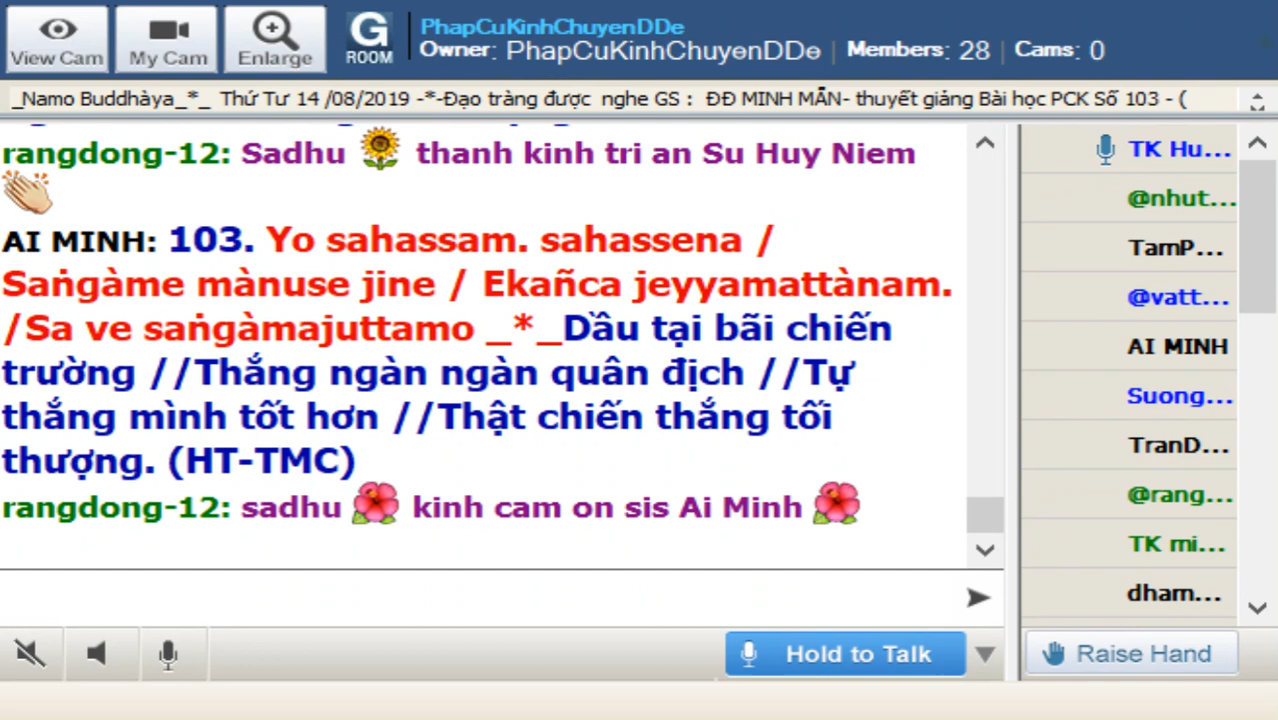 PhapCuKinhChuyenDDe
Owner: PhapCuKinhChuyenDDe | Members: 28 | Cams: 0
View Cam
My Cam
Enlarge
G
ROOM
_Namo Buddhàya_*_ Thứ Tư 14 /08/2019 -*-Đạo tràng được nghe GS : ĐĐ MINH MẪN- thuyết giảng Bài học PCK Số 103 - (
rangdong-12: Sadhu thanh kinh tri an Su Huy Niem
AI MINH: 103. Yo sahassam. sahassena /
Saṅgàme mànuse jine / Ekañca jeyyamattànam.
/Sa ve saṅgàmajuttamo _*_Dầu tại bãi chiến
trường //Thắng ngàn ngàn quân địch //Tự
thắng mình tốt hơn //Thật chiến thắng tối
thượng. (HT-TMC)
rangdong-12: sadhu kinh cam on sis Ai Minh
TK Hu...
@nhut...
TamP...
@vatt...
AI MINH
Suong...
TranD...
@rang...
TK mi...
dham...
Hold to Talk
Raise Hand